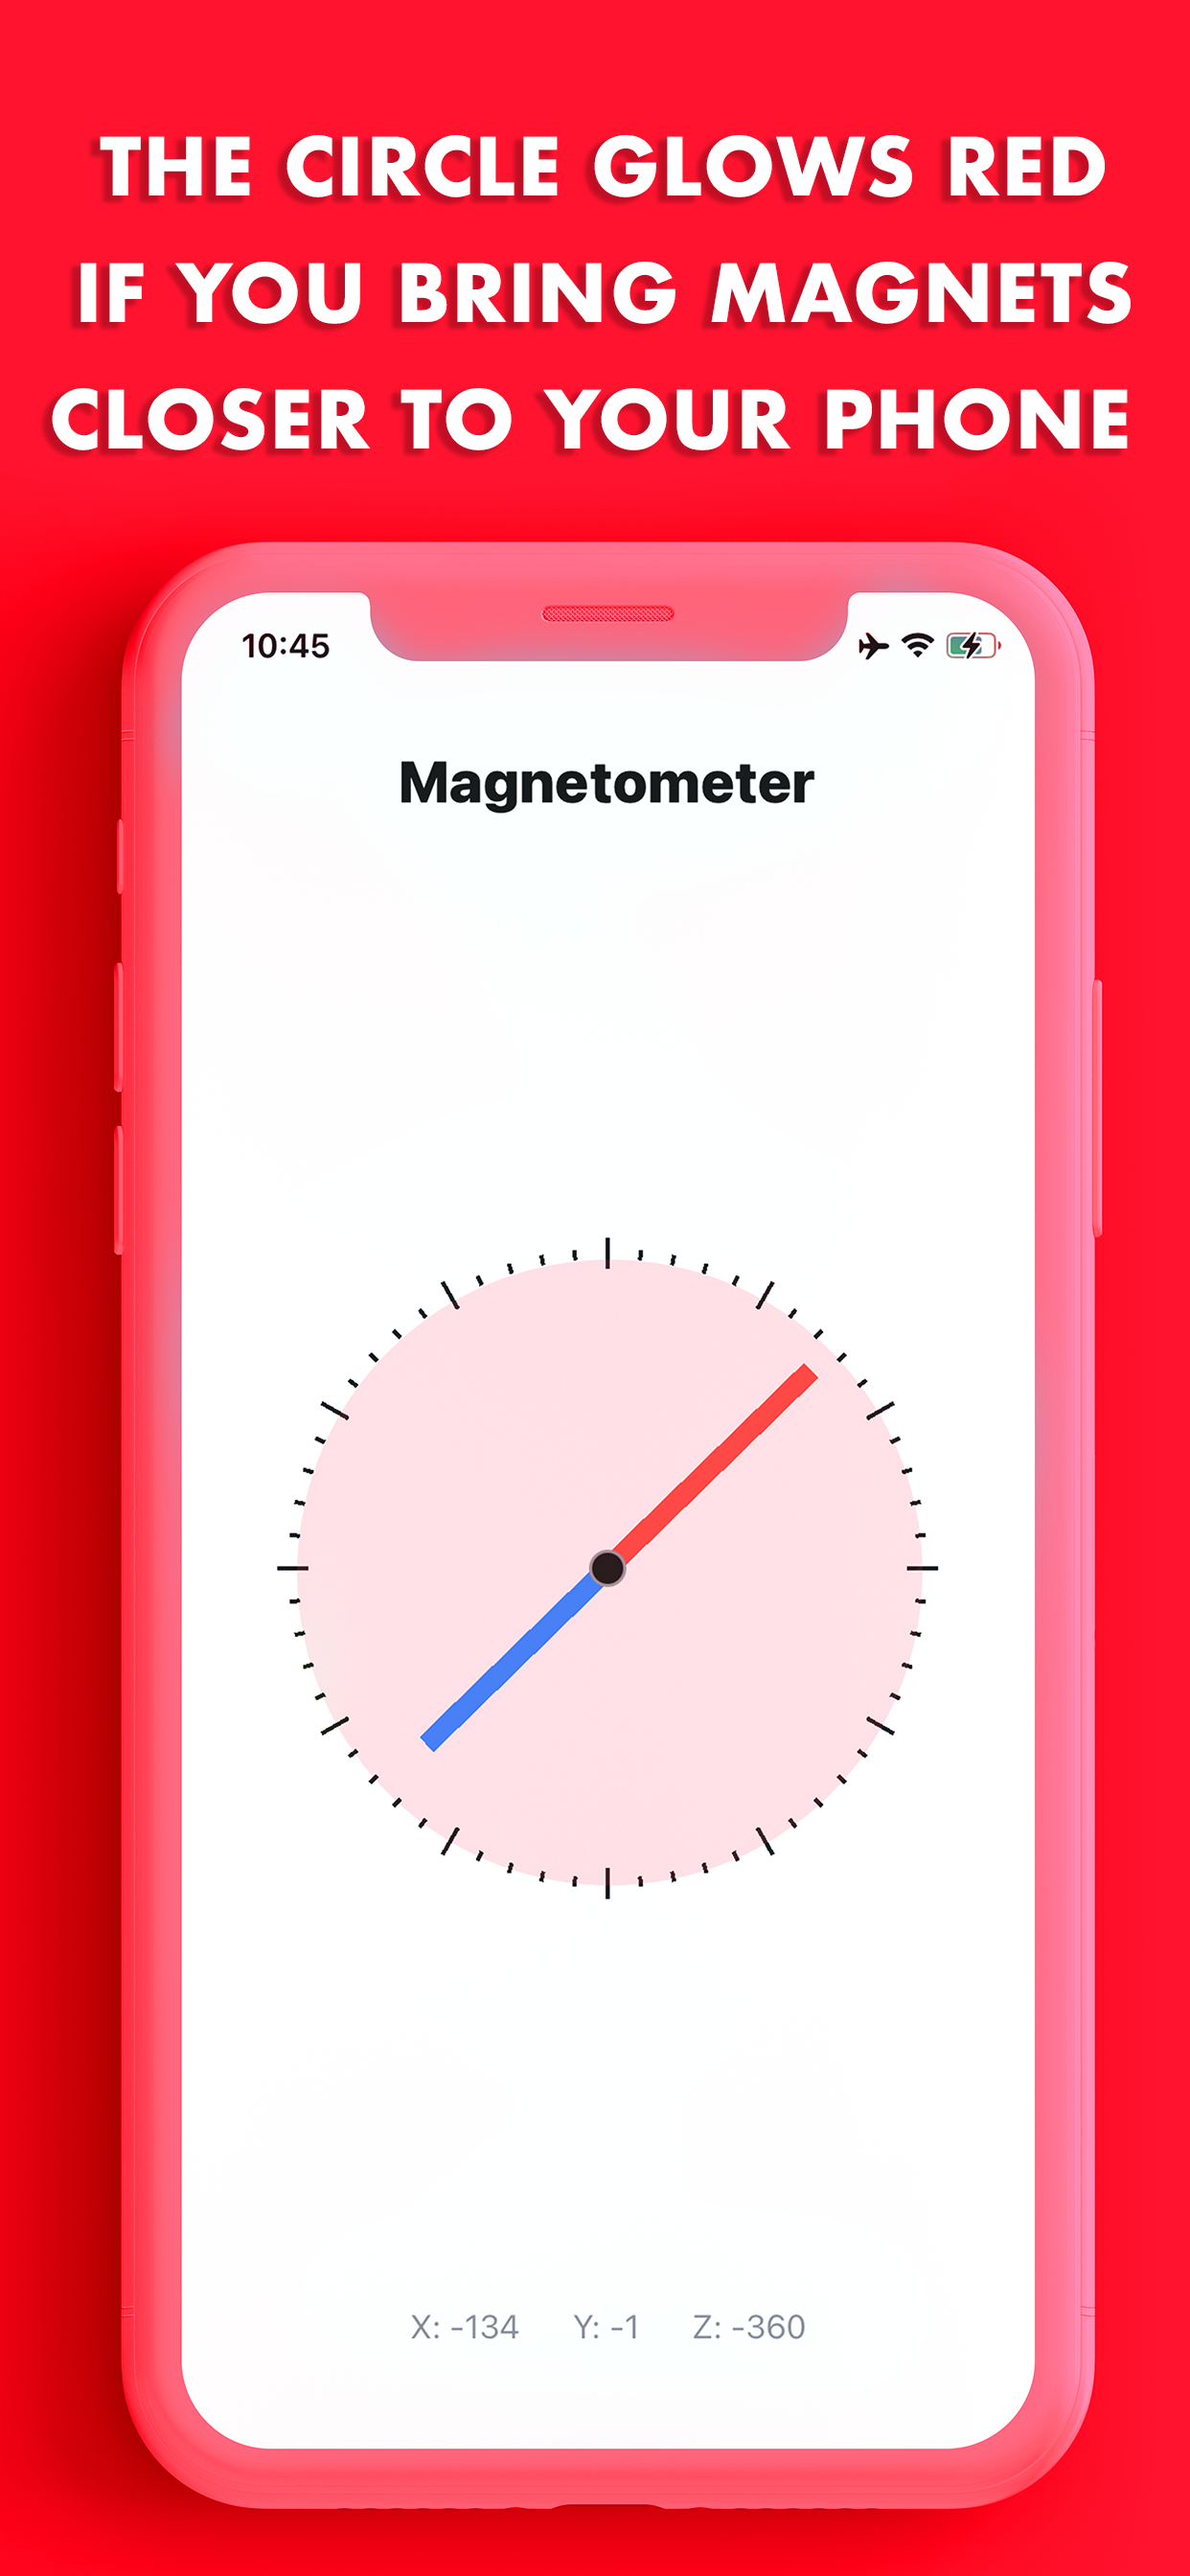 THE CIRCLE GLOWS RED
IF YOU BRING MAGNETS
CLOSER TO YOUR PHONE
10:45
Magnetometer
X: -134 Y: -1 Z: -360